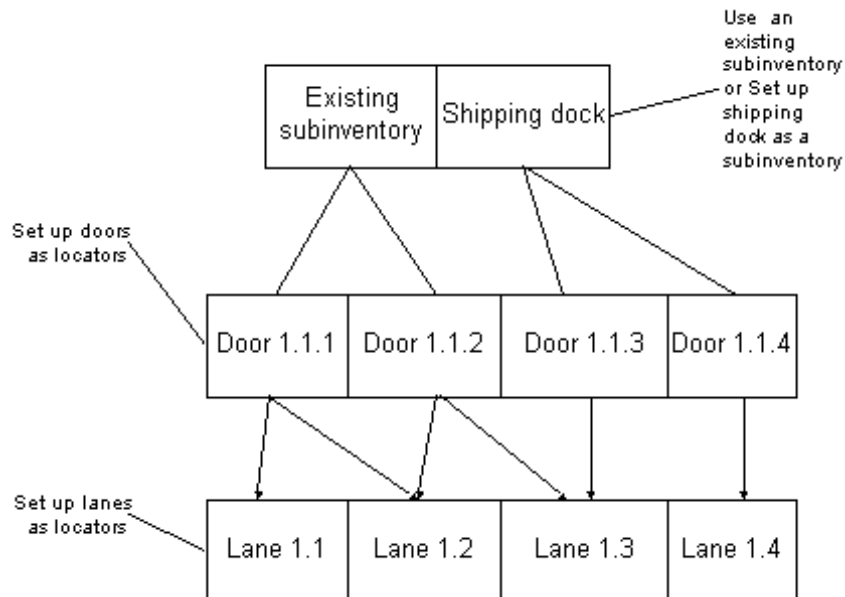 Use an
existing
subinventory
or Set up
shipping
dock as a
subinventory
Existing
subinventory
Shipping dock
Set up doors
as locators
Door 1.1.1
Door 1.1.2
Door 1.1.3
Door 1.1.4
Set up lanes
as locators
Lane 1.1
Lane 1.2
Lane 1.3
Lane 1.4